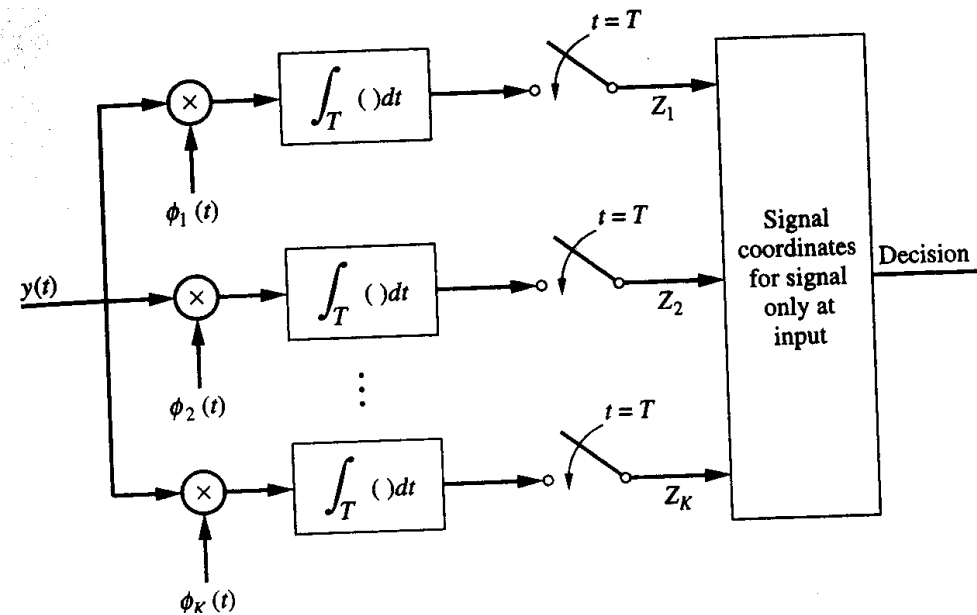 t = T
× ∫_T ( )dt
Z₁
ϕ₁ (t)
t = T
Signal
coordinates
for signal
only at
input
Decision
y(t)
× ∫_T ( )dt
Z₂
ϕ₂ (t)
⋮
t = T
× ∫_T ( )dt
Z_K
ϕ_K (t)